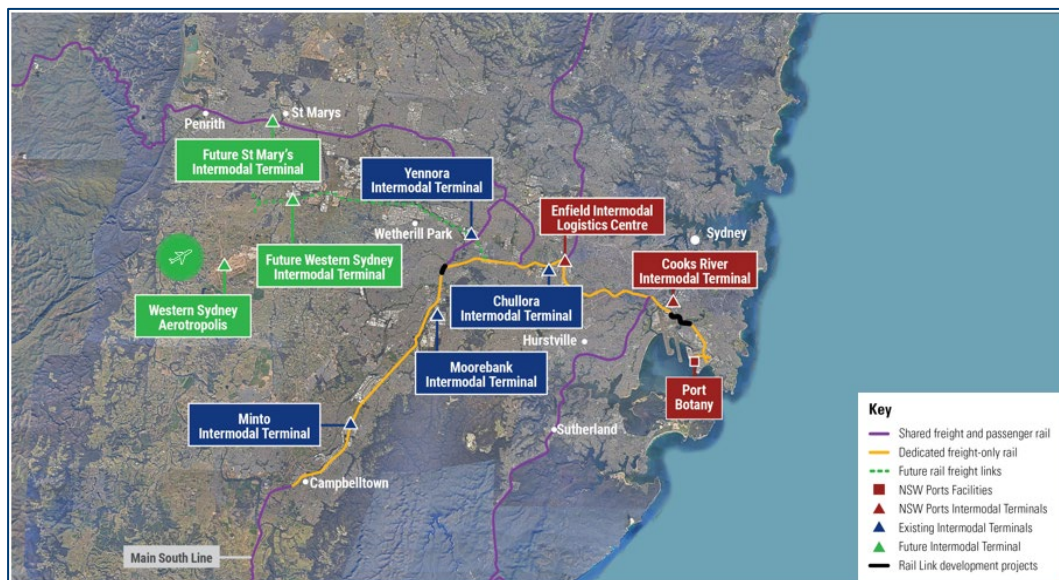 St Marys
Penrith
Future St Mary's
Intermodal Terminal
Yennora
Intermodal Terminal
Enfield Intermodal
Logistics Centre
Wetherill Park
Sydney
Future Western Sydney
Intermodal Terminal
Cooks River
Intermodal Terminal
Western Sydney
Aerotropolis
Chullora
Intermodal Terminal
Hurstville
Moorebank
Intermodal Terminal
Port
Botany
Minto
Intermodal Terminal
Sutherland
Campbelltown
Main South Line
Key
Shared freight and passenger rail
Dedicated freight-only rail
Future rail freight links
NSW Ports Facilities
NSW Ports Intermodal Terminals
Existing Intermodal Terminals
Future Intermodal Terminal
Rail Link development projects